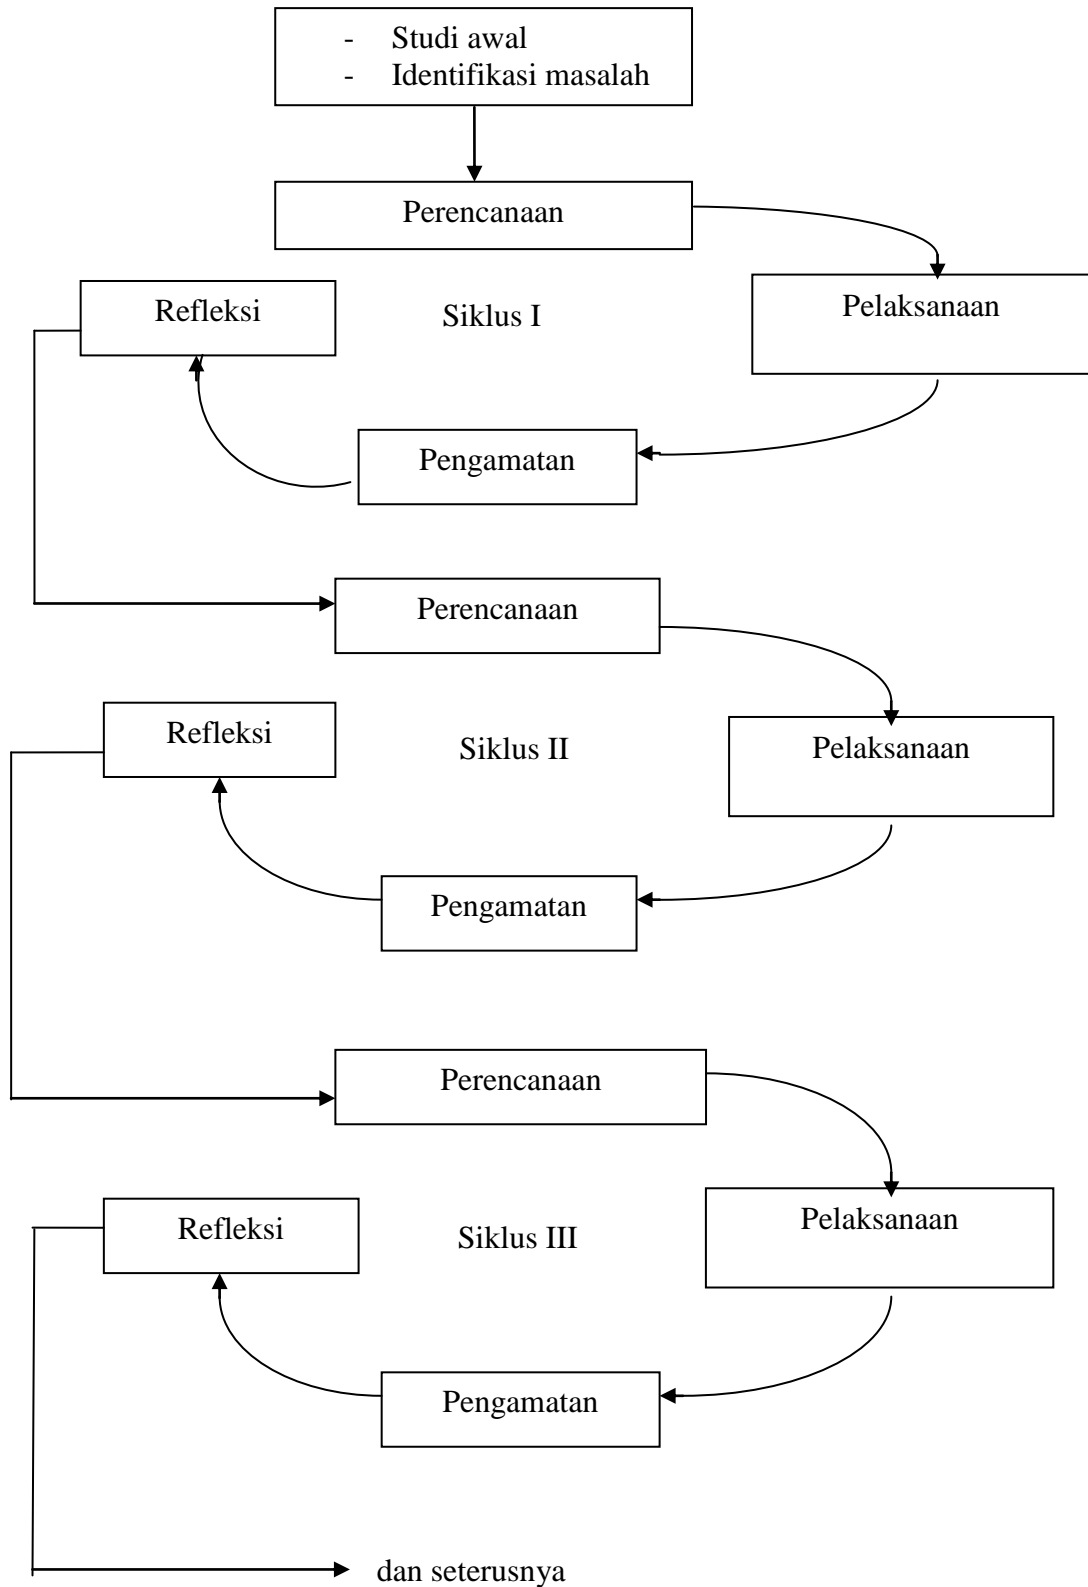 - Studi awal
- Identifikasi masalah
Perencanaan
Pelaksanaan
Refleksi
Siklus I
Pengamatan
Perencanaan
Pelaksanaan
Refleksi
Siklus II
Pengamatan
Perencanaan
Pelaksanaan
Refleksi
Siklus III
Pengamatan
dan seterusnya